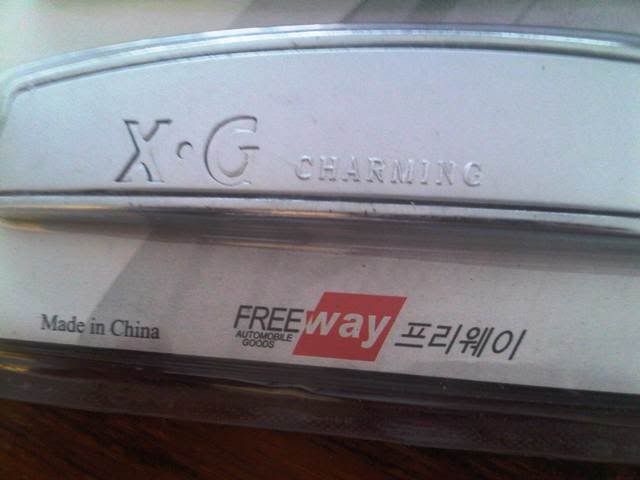 X·G CHARMING
Made in China
FREEway 프리웨이
AUTOMOBILE
GOODS